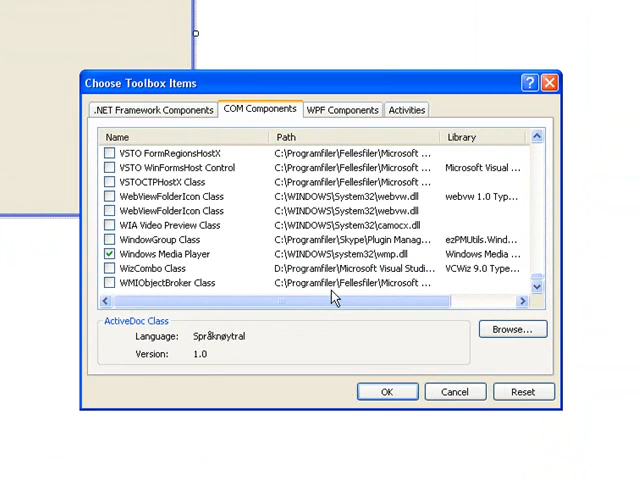 Choose Toolbox Items
.NET Framework Components COM Components WPF Components Activities
Name Path Library
VSTO FormRegionsHostX C:\Programfiler\Fellesfiler\Microsoft ...
VSTO WinFormsHost Control C:\Programfiler\Fellesfiler\Microsoft ... Microsoft Visual ...
VSTOCTPHostX Class C:\Programfiler\Fellesfiler\Microsoft ...
WebViewFolderIcon Class C:\WINDOWS\System32\webvw.dll webvw 1.0 Typ...
WebViewFolderIcon Class C:\WINDOWS\System32\webvw.dll
WIA Video Preview Class C:\WINDOWS\System32\camocx.dll
WindowGroup Class C:\Programfiler\Skype\Plugin Manag... ezPMUtils.Wind...
Windows Media Player C:\WINDOWS\system32\wmp.dll Windows Media ...
WizCombo Class D:\Programfiler\Microsoft Visual Studi... VCWiz 9.0 Type...
WMIObjectBroker Class C:\Programfiler\Fellesfiler\Microsoft ...
ActiveDoc Class
Language: Språknøytral
Version: 1.0
Browse...
OK Cancel Reset